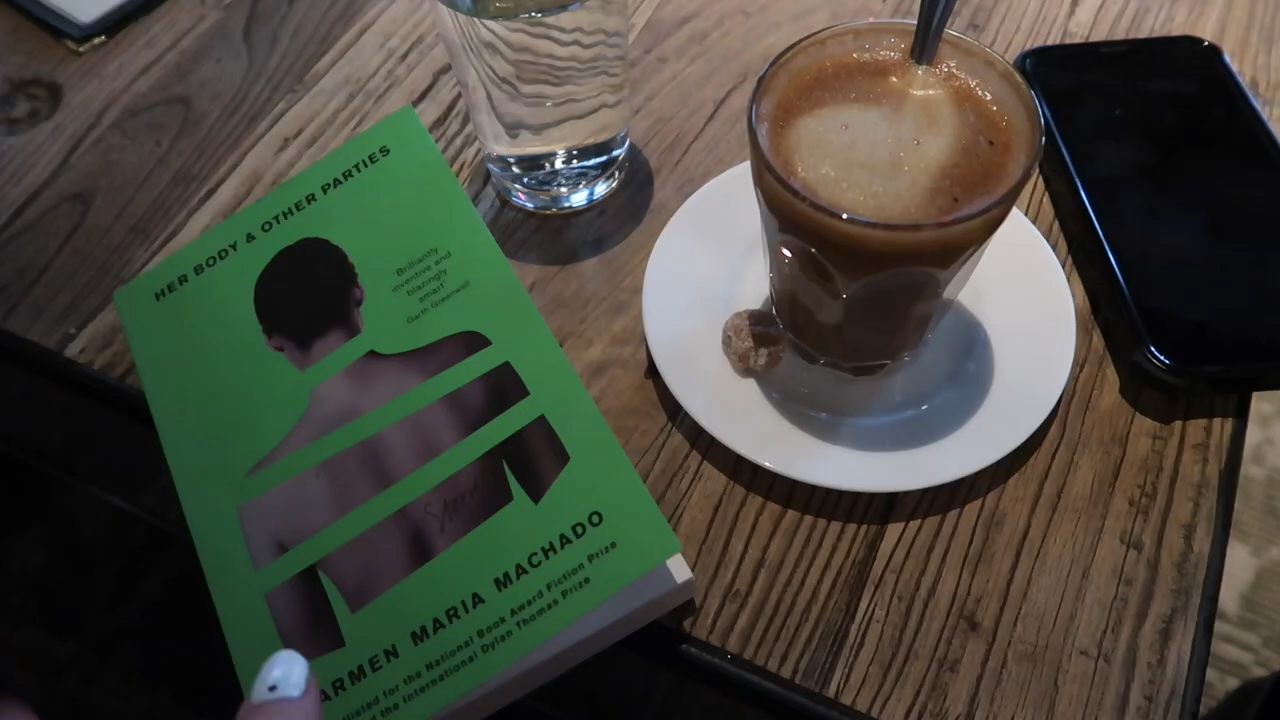 HER BODY & OTHER PARTIES
'Brilliantly
inventive and
blazingly
smart'
Garth Greenwell
ARMEN MARIA MACHADO
listed for the National Book Award Fiction Prize
the International Dylan Thomas Prize